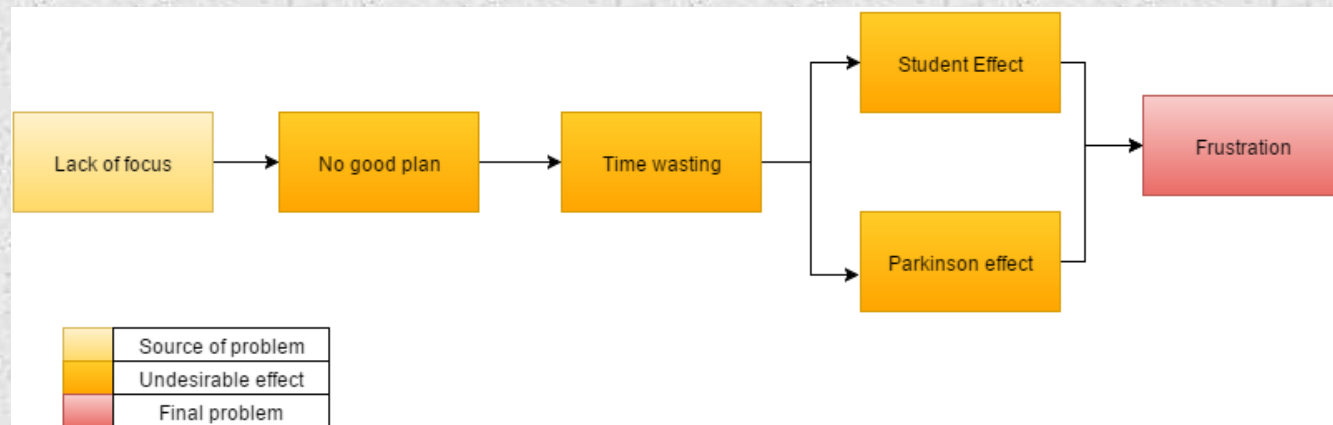 Student Effect
Lack of focus
No good plan
Time wasting
Frustration
Parkinson effect
Source of problem
Undesirable effect
Final problem